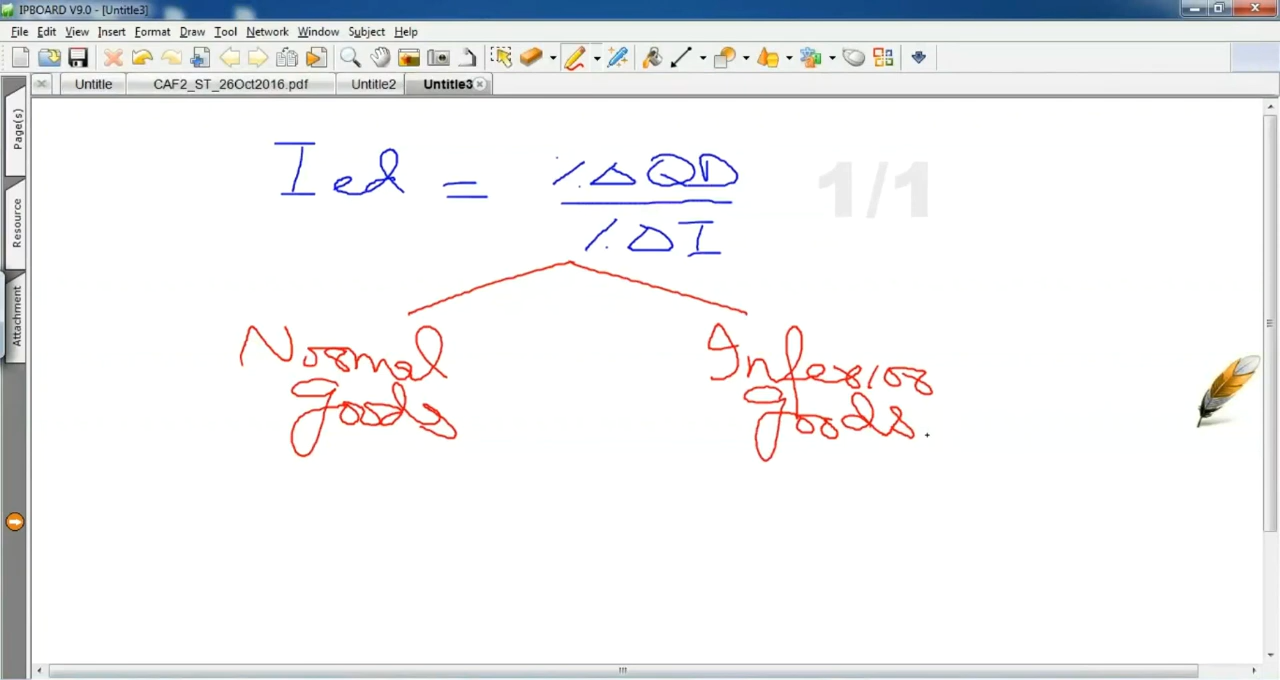 IPBOARD V9.0 - [Untitle3]
File Edit View Insert Format Draw Tool Network Window Subject Help
Untitle CAF2_ST_26Oct2016.pdf Untitle2 Untitle3
Page(s)
Resource
Attachment
1/1
Ied = %ΔQD
%ΔI
Normal Inferior
goods goods.